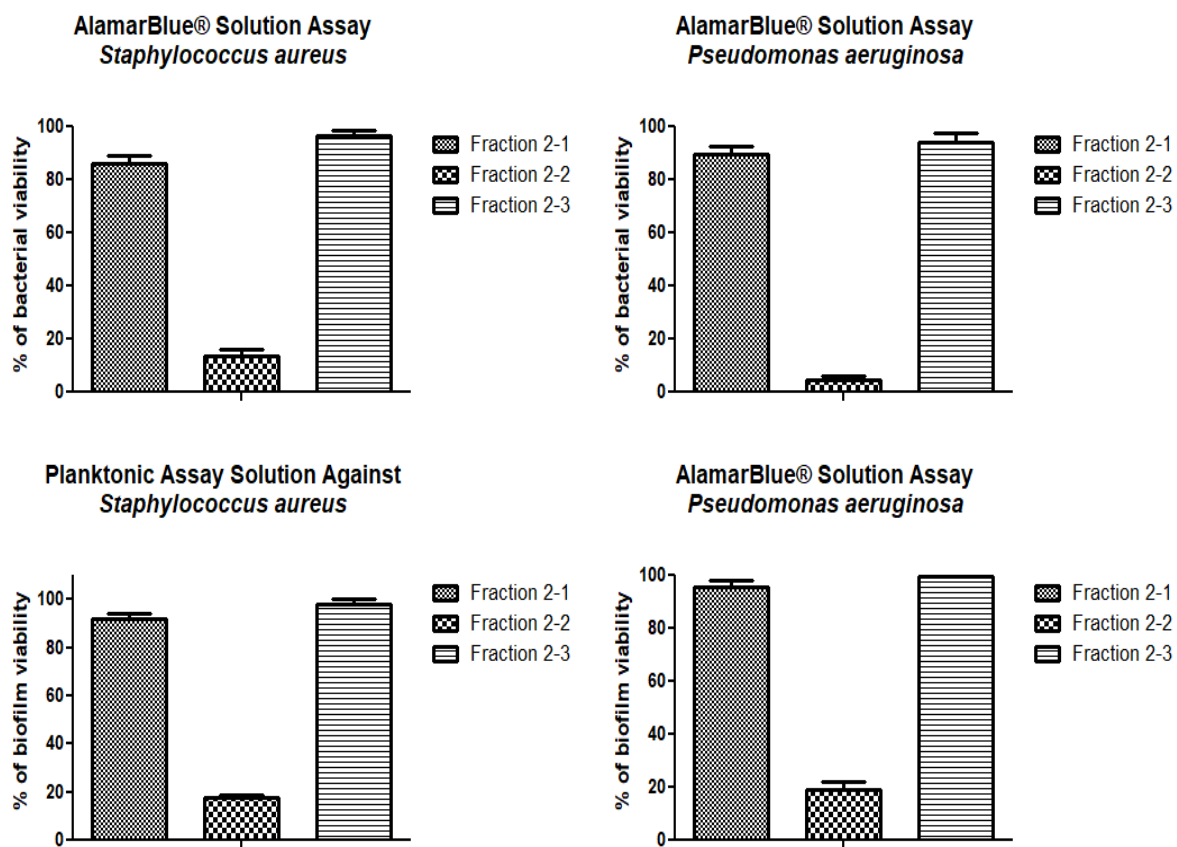 AlamarBlue® Solution Assay
Staphylococcus aureus
% of bacterial viability
100
80
60
40
20
0
Fraction 2-1
Fraction 2-2
Fraction 2-3
AlamarBlue® Solution Assay
Pseudomonas aeruginosa
% of bacterial viability
100
80
60
40
20
0
Fraction 2-1
Fraction 2-2
Fraction 2-3
Planktonic Assay Solution Against
Staphylococcus aureus
% of biofilm viability
100
80
60
40
20
0
Fraction 2-1
Fraction 2-2
Fraction 2-3
AlamarBlue® Solution Assay
Pseudomonas aeruginosa
% of biofilm viability
100
80
60
40
20
0
Fraction 2-1
Fraction 2-2
Fraction 2-3